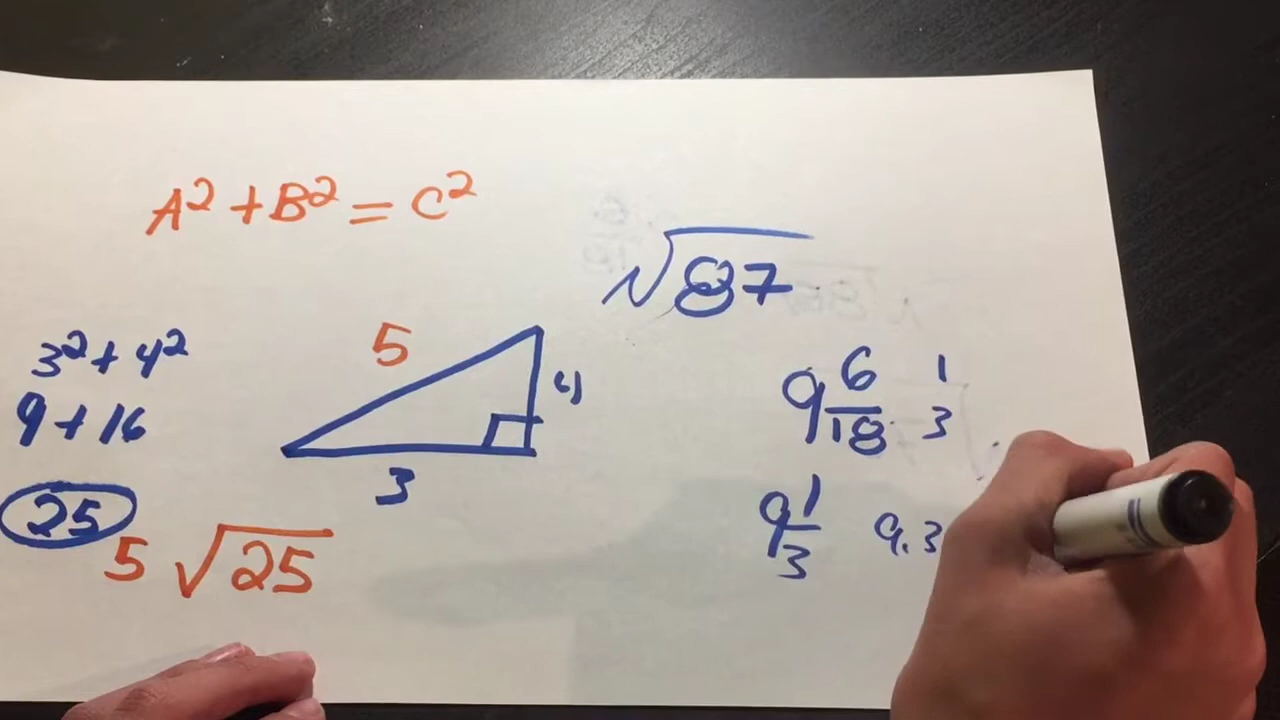 A² + B² = C²
√87
5
4
3
3² + 4²
9 + 16
25
5 √25
9 6/18 1/3
9 1/3 9.3